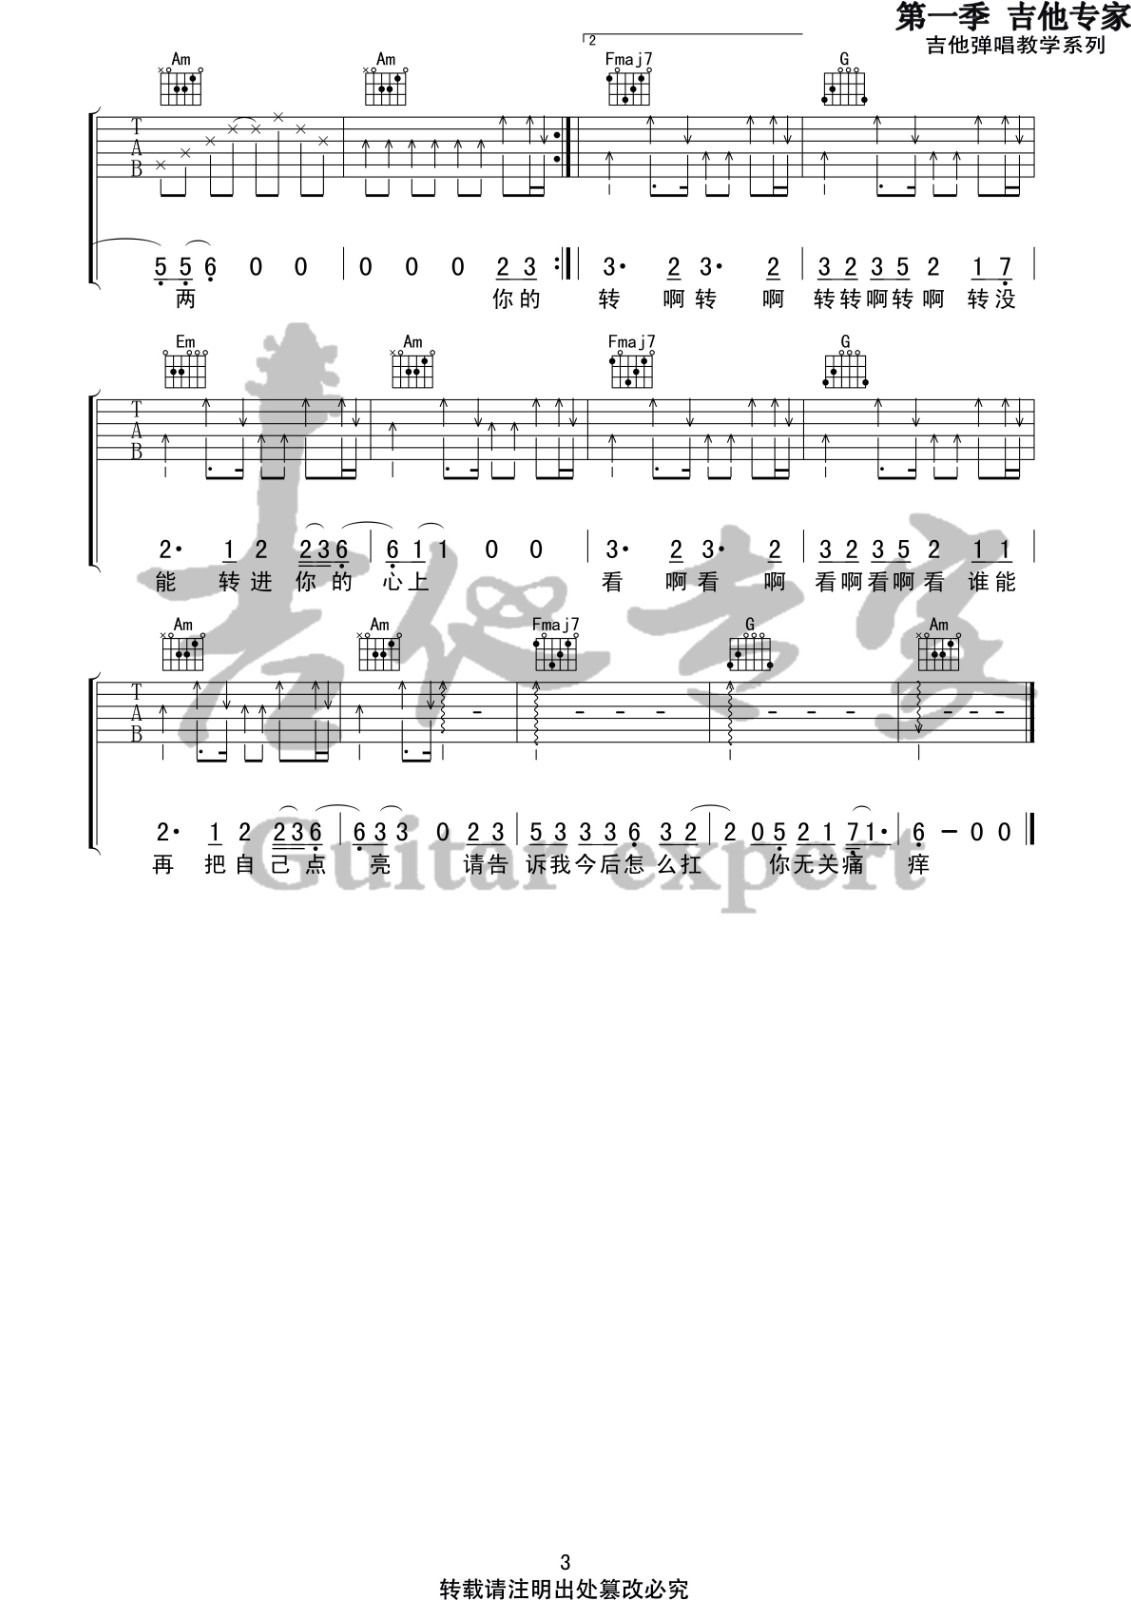 第一季 吉他专家
吉他弹唱教学系列
2
Am Am Fmaj7 G
T
A
B
5 5 6 0 0 0 0 0 2 3 3· 2 3· 2 3 2 3 5 2 1 7
两 你的 转 啊转 啊 转转啊转啊 转没
Em Am Fmaj7 G
T
A
B
2· 1 2 2 3 6 6 1 1 0 0 3· 2 3· 2 3 2 3 5 2 1 1
能 转进 你的 心上 看 啊看 啊 看啊看啊看 谁能
Am Am Fmaj7 G Am
T
A
B
2· 1 2 2 3 6 6 3 3 0 2 3 5 3 3 3 6 3 2 2 0 5 2 1 7 1· 6 – 0 0
再 把自己点 亮 请告 诉我今后怎么扛 你无关痛 痒
吉他专家
Guitar expert
3
转载请注明出处篡改必究